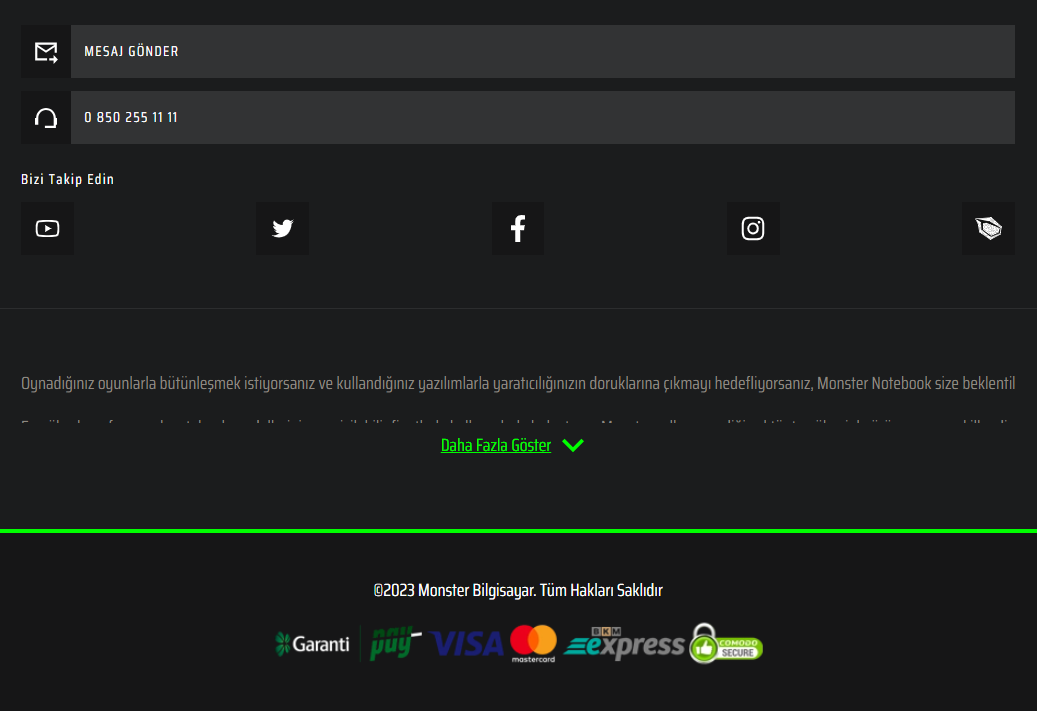 MESAJ GÖNDER
0 850 255 11 11
Bizi Takip Edin
Oynadığınız oyunlarla bütünleşmek istiyorsanız ve kullandığınız yazılımlarla yaratıcılığınızın doruklarına çıkmayı hedefliyorsanız, Monster Notebook size beklentil
Daha Fazla Göster
©2023 Monster Bilgisayar. Tüm Hakları Saklıdır
Garanti pay VISA mastercard BKM express COMODO SECURE